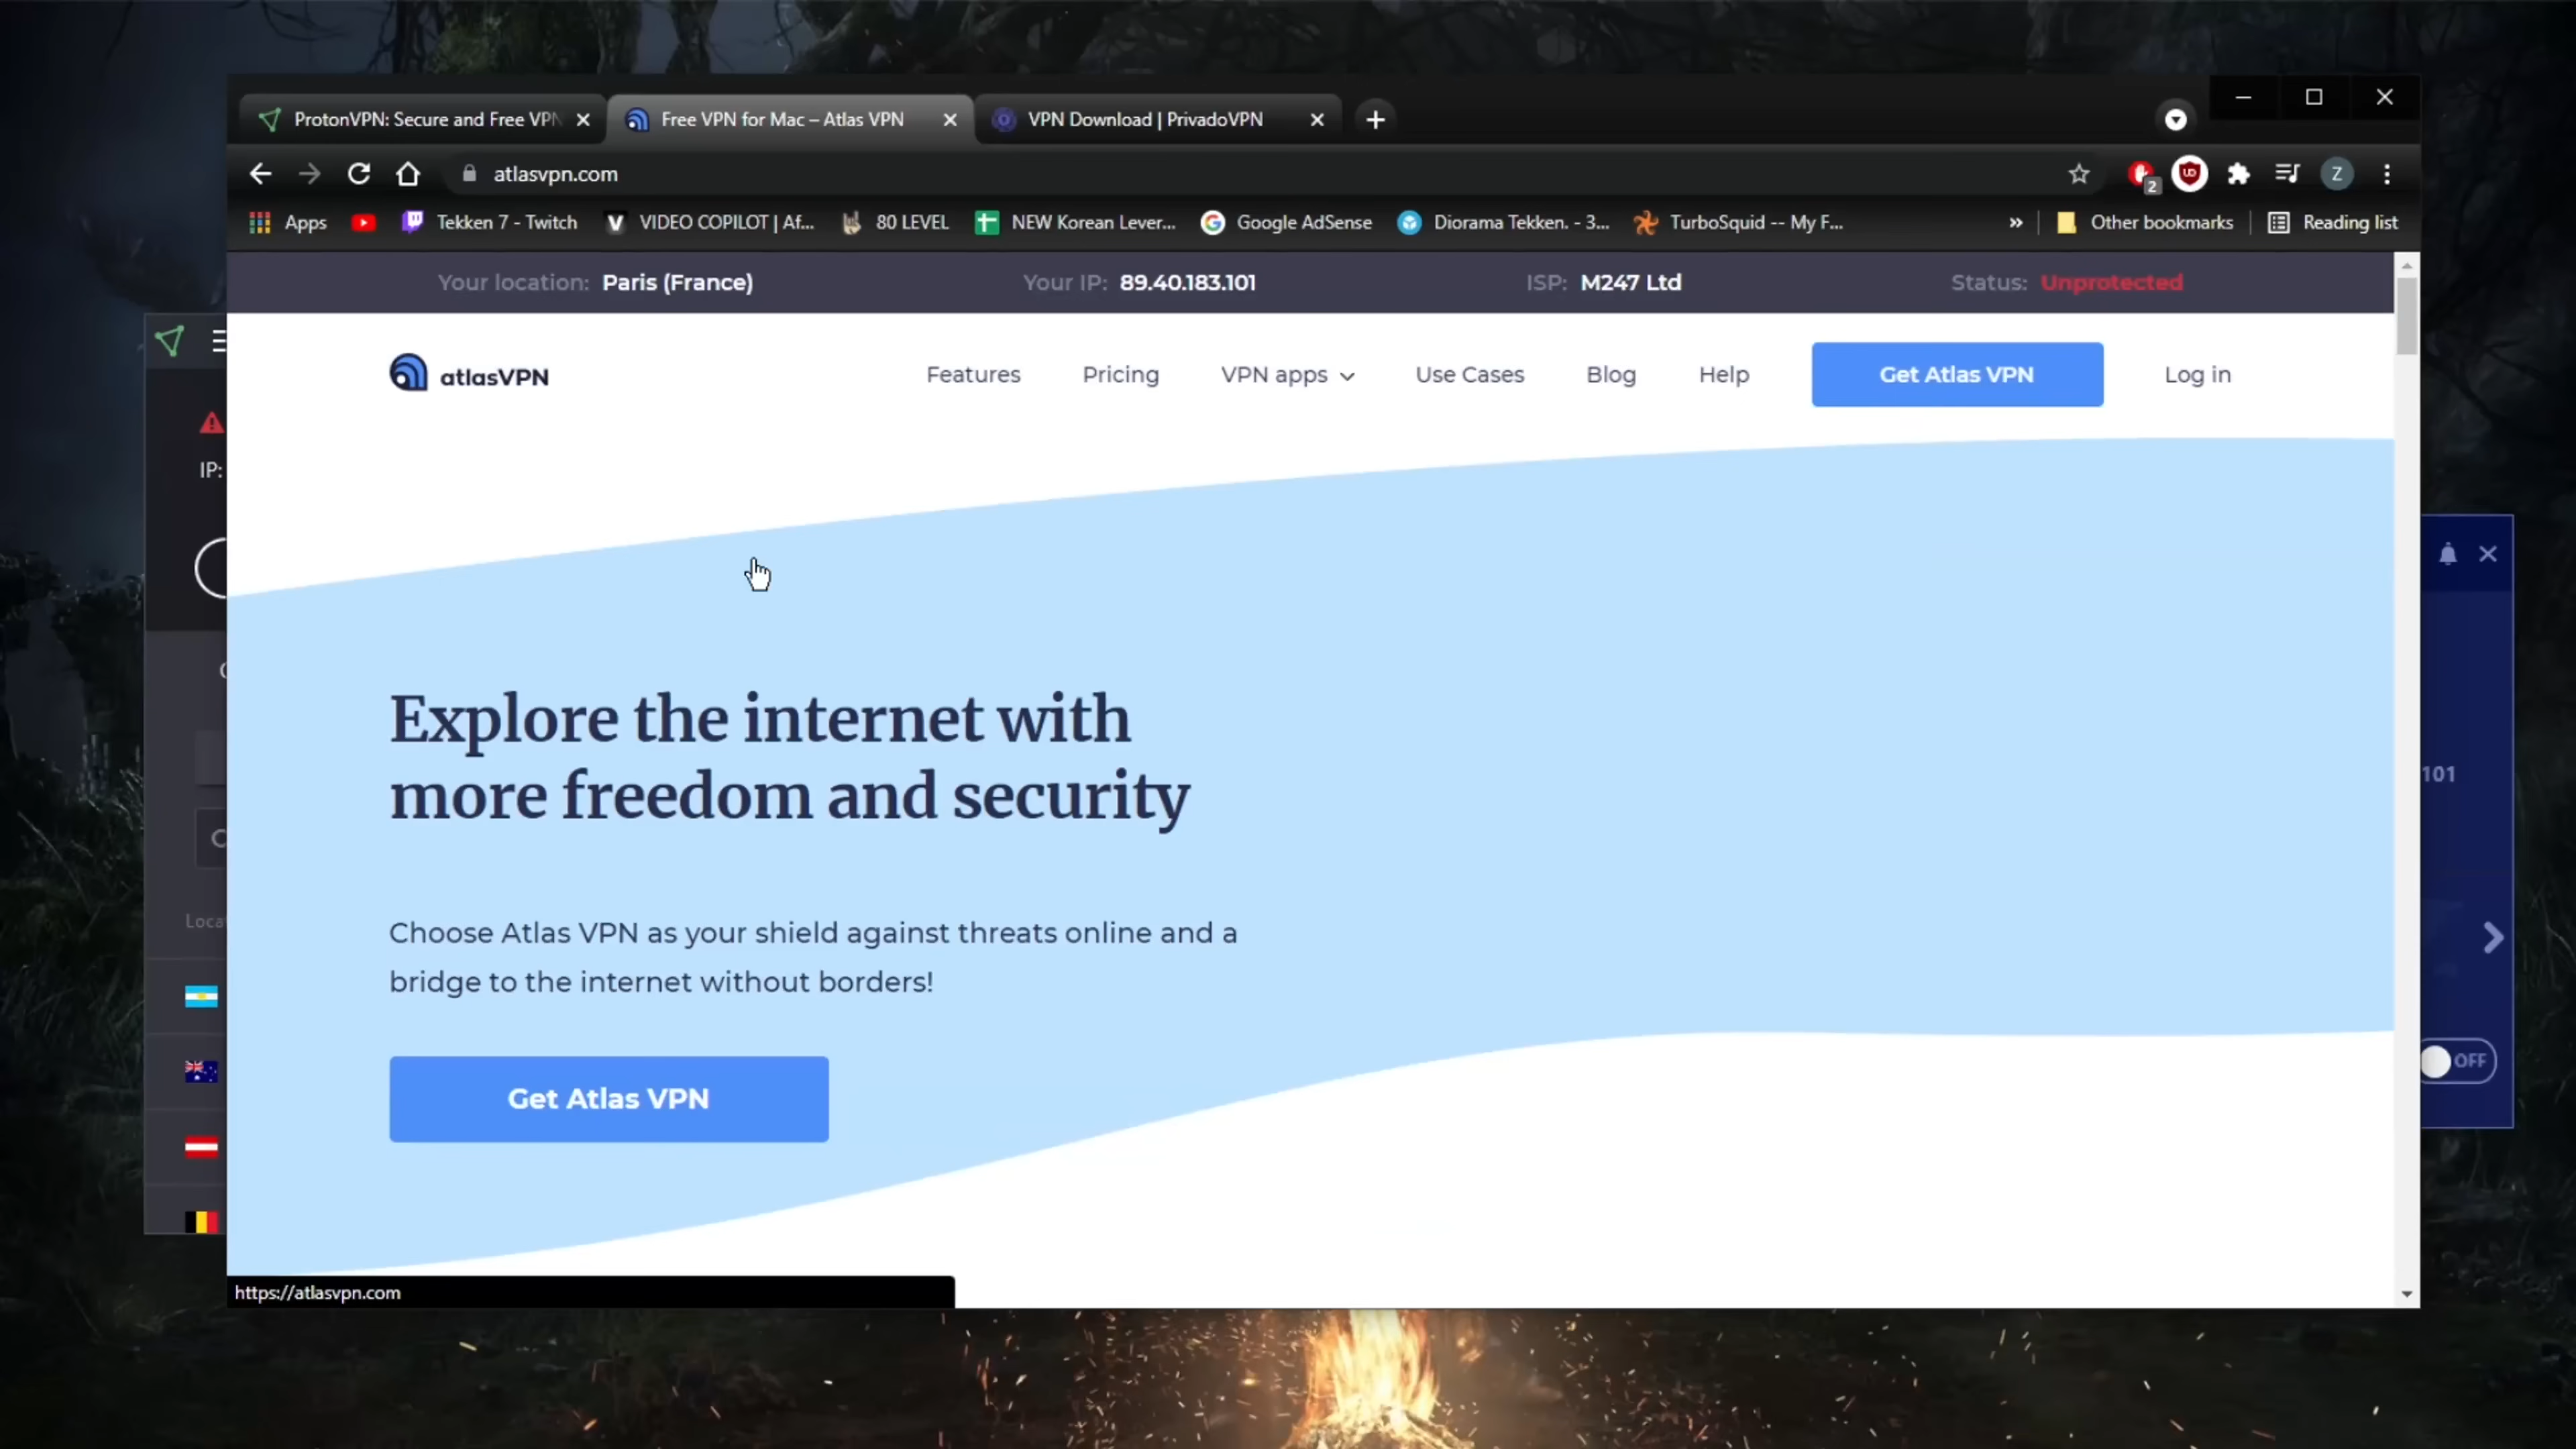 ProtonVPN: Secure and Free VPN
Free VPN for Mac – Atlas VPN
VPN Download | PrivadoVPN
atlasvpn.com
2
Z
Apps
Tekken 7 - Twitch
VIDEO COPILOT | Af...
80 LEVEL
NEW Korean Lever...
Google AdSense
Diorama Tekken. - 3...
TurboSquid -- My F...
»
Other bookmarks
Reading list
Your location: Paris (France)
Your IP: 89.40.183.101
ISP: M247 Ltd
Status: Unprotected
atlasVPN
Features
Pricing
VPN apps
Use Cases
Blog
Help
Get Atlas VPN
Log in
IP:
Explore the internet with
more freedom and security
101
Choose Atlas VPN as your shield against threats online and a
bridge to the internet without borders!
OFF
Get Atlas VPN
https://atlasvpn.com